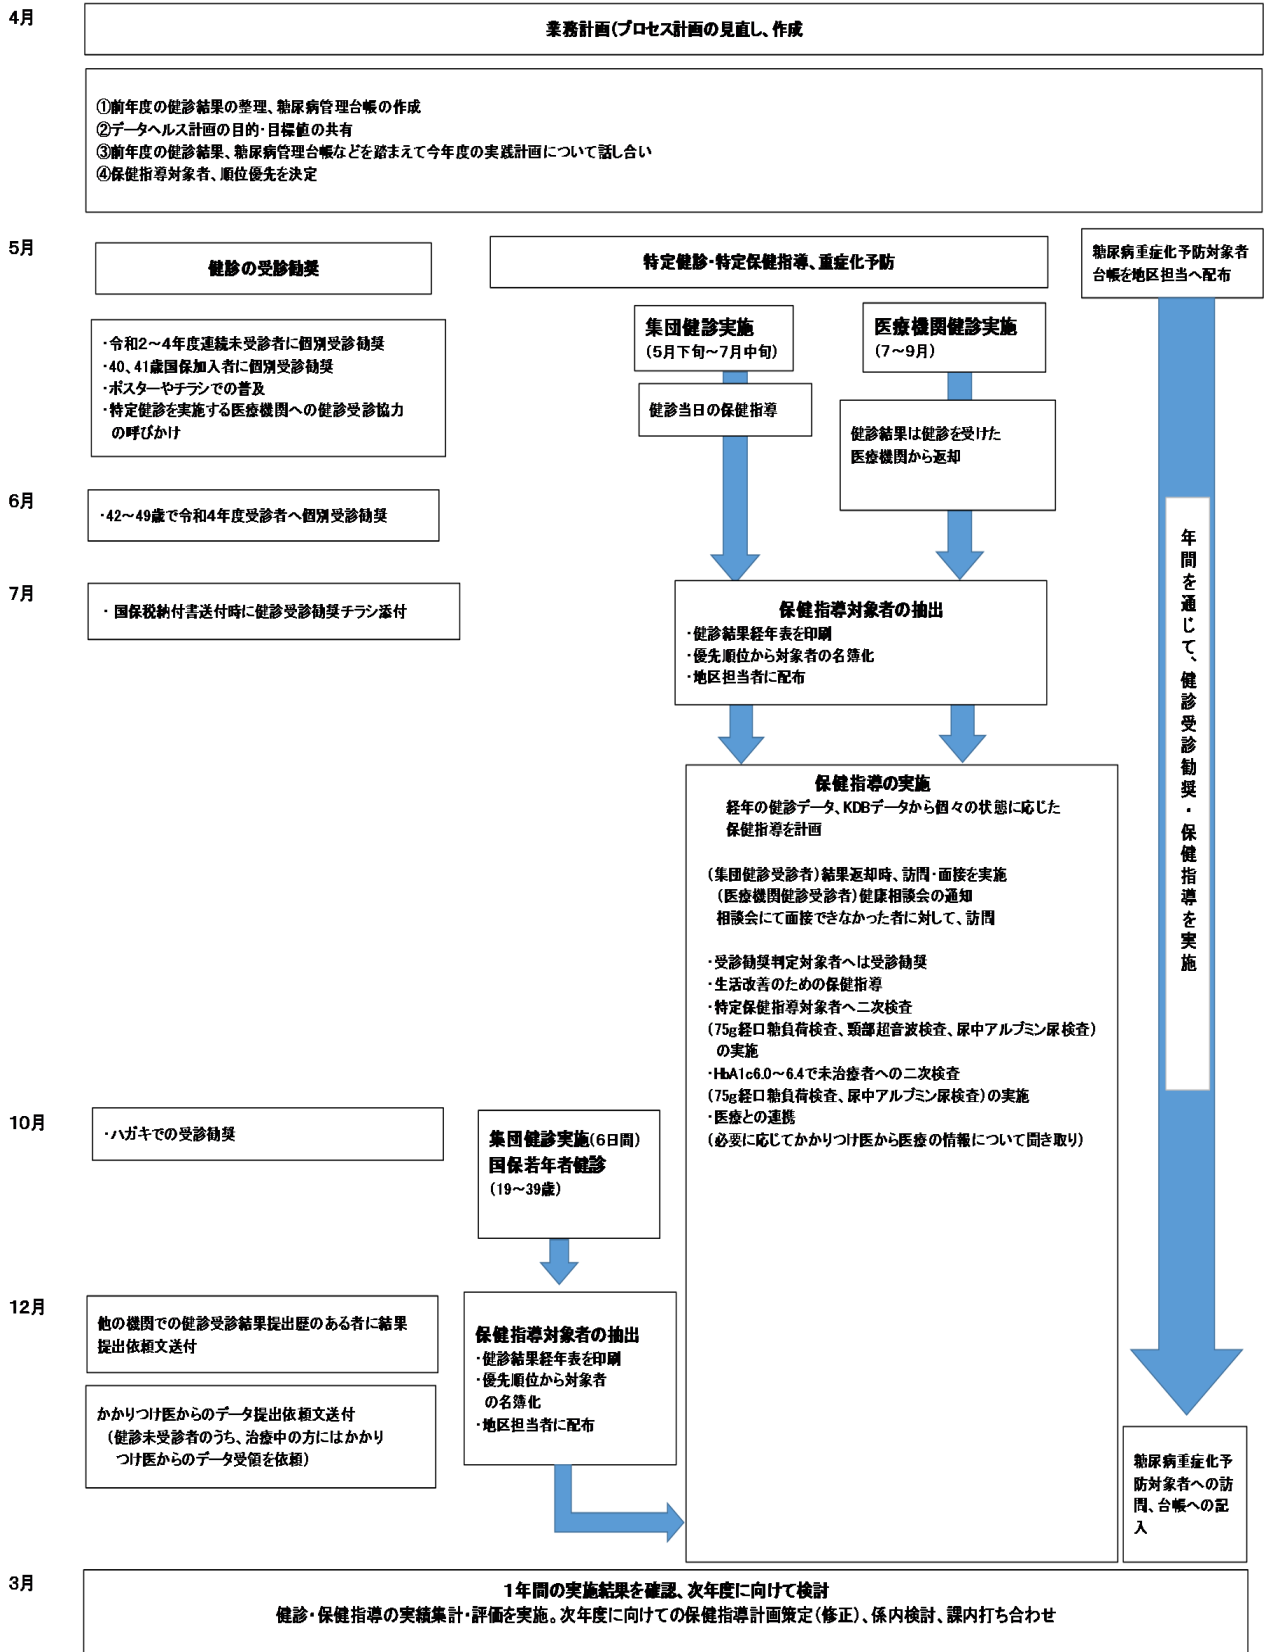 4月
業務計画(プロセス計画の見直し、作成
①前年度の健診結果の整理、糖尿病管理台帳の作成
②データヘルス計画の目的・目標値の共有
③前年度の健診結果、糖尿病管理台帳などを踏まえて今年度の実践計画について話し合い
④保健指導対象者、順位優先を決定
5月
健診の受診勧奨
特定健診・特定保健指導、重症化予防
糖尿病重症化予防対象者
台帳を地区担当へ配布
・令和2～4年度連続未受診者に個別受診勧奨
・40、41歳国保加入者に個別受診勧奨
・ポスターやチラシでの普及
・特定健診を実施する医療機関への健診受診協力
の呼びかけ
集団健診実施
(5月下旬～7月中旬)
医療機関健診実施
(7～9月)
健診当日の保健指導
健診結果は健診を受けた
医療機関から返却
6月
・42～49歳で令和4年度受診者へ個別受診勧奨
年間を通じて、健診受診勧奨・保健指導を実施
7月
・ 国保税納付書送付時に健診受診勧奨チラシ添付
保健指導対象者の抽出
・健診結果経年表を印刷
・優先順位から対象者の名簿化
・地区担当者に配布
保健指導の実施
経年の健診データ、KDBデータから個々の状態に応じた
保健指導を計画
(集団健診受診者)結果返却時、訪問・面接を実施
(医療機関健診受診者)健康相談会の通知
相談会にて面接できなかった者に対して、訪問
・受診勧奨判定対象者へは受診勧奨
・生活改善のための保健指導
・特定保健指導対象者へ二次検査
(75g経口糖負荷検査、頸部超音波検査、尿中アルブミン尿検査)
の実施
・HbA1c6.0～6.4で未治療者への二次検査
(75g経口糖負荷検査、尿中アルブミン尿検査)の実施
・医療との連携
(必要に応じてかかりつけ医から医療の情報について聞き取り)
10月
・ハガキでの受診勧奨
集団健診実施(6日間)
国保若年者健診
(19～39歳)
12月
他の機関での健診受診結果提出歴のある者に結果
提出依頼文送付
かかりつけ医からのデータ提出依頼文送付
(健診未受診者のうち、治療中の方にはかかり
つけ医からのデータ受領を依頼)
保健指導対象者の抽出
・健診結果経年表を印刷
・優先順位から対象者
の名簿化
・地区担当者に配布
糖尿病重症化予
防対象者への訪
問、台帳への記
入
3月
1年間の実施結果を確認、次年度に向けて検討
健診・保健指導の実績集計・評価を実施。次年度に向けての保健指導計画策定(修正)、係内検討、課内打ち合わせ